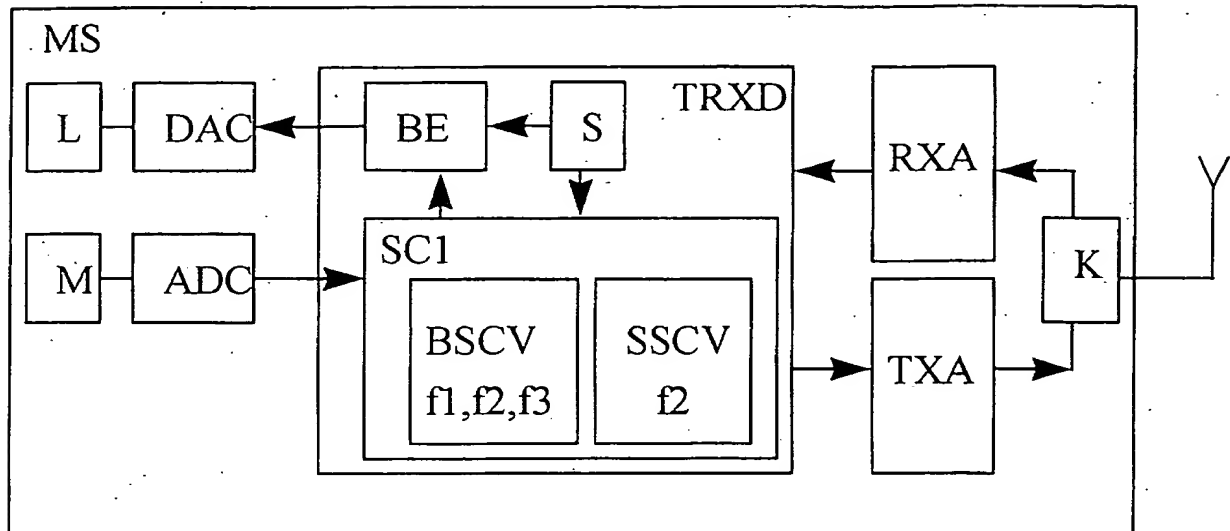 MS
TRXD
L
DAC
BE
S
RXA
SC1
M
ADC
K
BSCV
f1,f2,f3
SSCV
f2
TXA